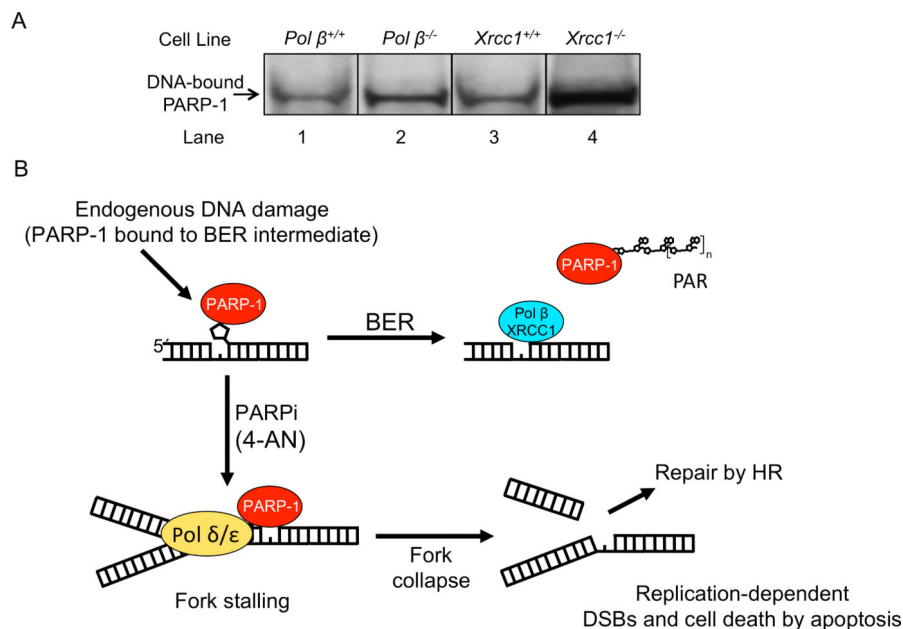 A
Cell Line Pol β+/+ Pol β-/- Xrcc1+/+ Xrcc1-/-
DNA-bound
PARP-1
Lane 1 2 3 4
B
Endogenous DNA damage
(PARP-1 bound to BER intermediate)
PARP-1
n
PAR
PARP-1
5´
BER
Pol β
XRCC1
PARPi
(4-AN)
PARP-1
Pol δ/ε
Fork stalling
Fork
collapse
Repair by HR
Replication-dependent
DSBs and cell death by apoptosis